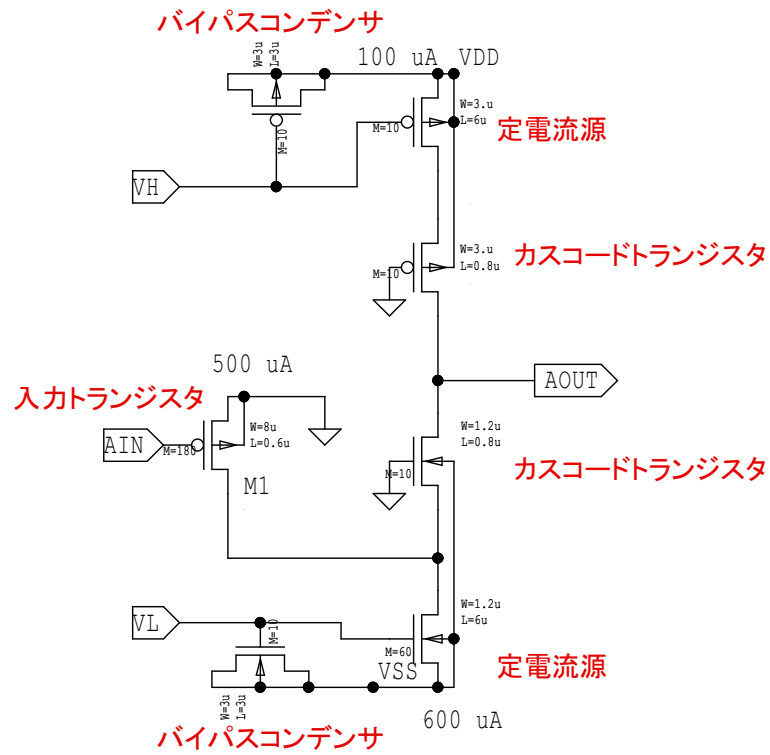 バイパスコンデンサ
W=3u
L=3u
M=10
100 uA
VDD
W=3.u
L=6u
M=10
定電流源
VH
W=3.u
L=0.8u
M=10
カスコードトランジスタ
500 uA
入力トランジスタ
AOUT
AIN
M=180
W=8u
L=0.6u
M1
W=1.2u
L=0.8u
M=10
カスコードトランジスタ
VL
M=10
W=1.2u
L=6u
M=60
VSS
定電流源
W=3u
L=3u
600 uA
バイパスコンデンサ